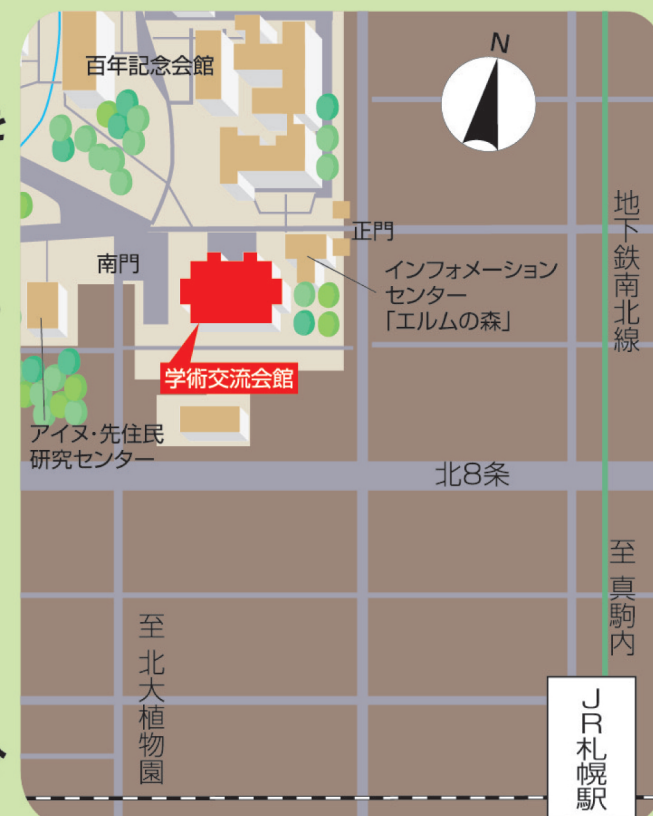 百年記念会館
N
地下鉄南北線
正門
南門
インフォメーション
センター
「エルムの森」
学術交流会館
アイヌ・先住民
研究センター
北8条
至 真駒内
至 北大植物園
JR札幌駅